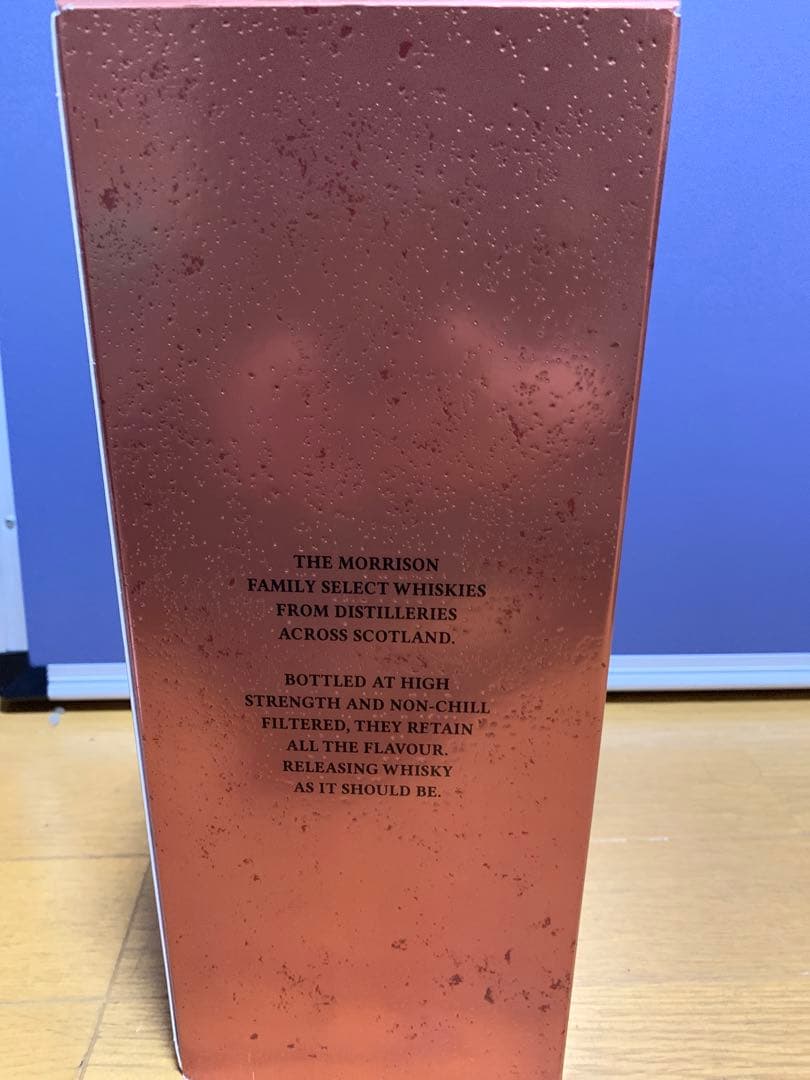 THE MORRISON
FAMILY SELECT WHISKIES
FROM DISTILLERIES
ACROSS SCOTLAND.
BOTTLED AT HIGH
STRENGTH AND NON-CHILL
FILTERED, THEY RETAIN
ALL THE FLAVOUR.
RELEASING WHISKY
AS IT SHOULD BE.